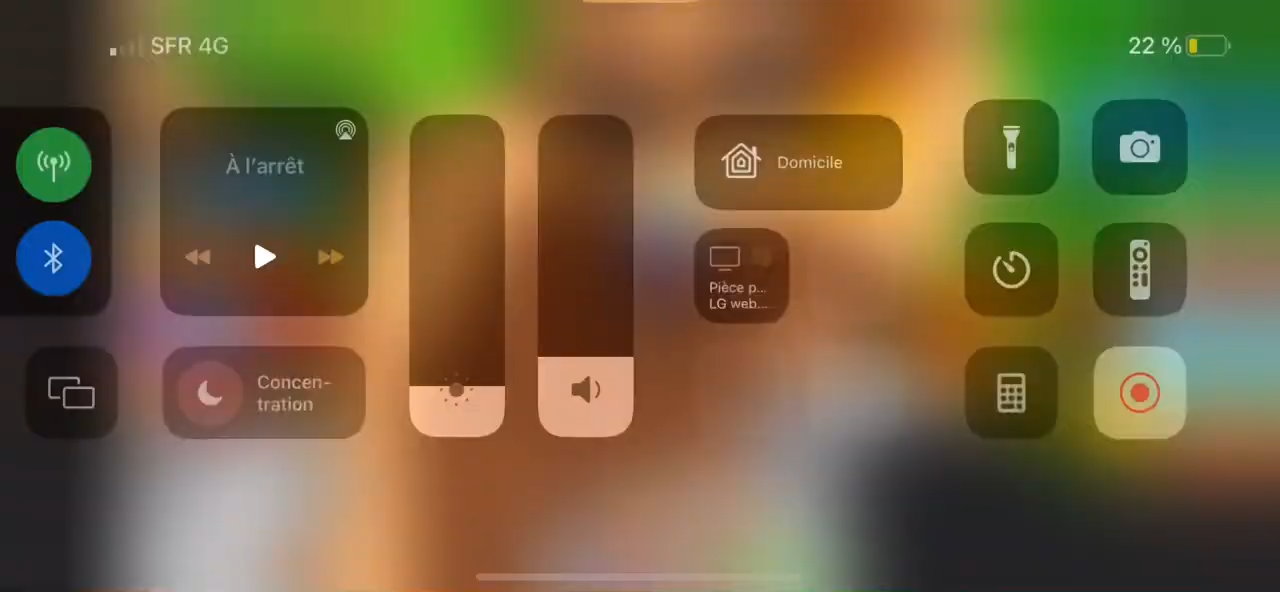 SFR 4G
22 %
À l'arrêt
Domicile
Pièce p...
LG web...
Concen-
tration